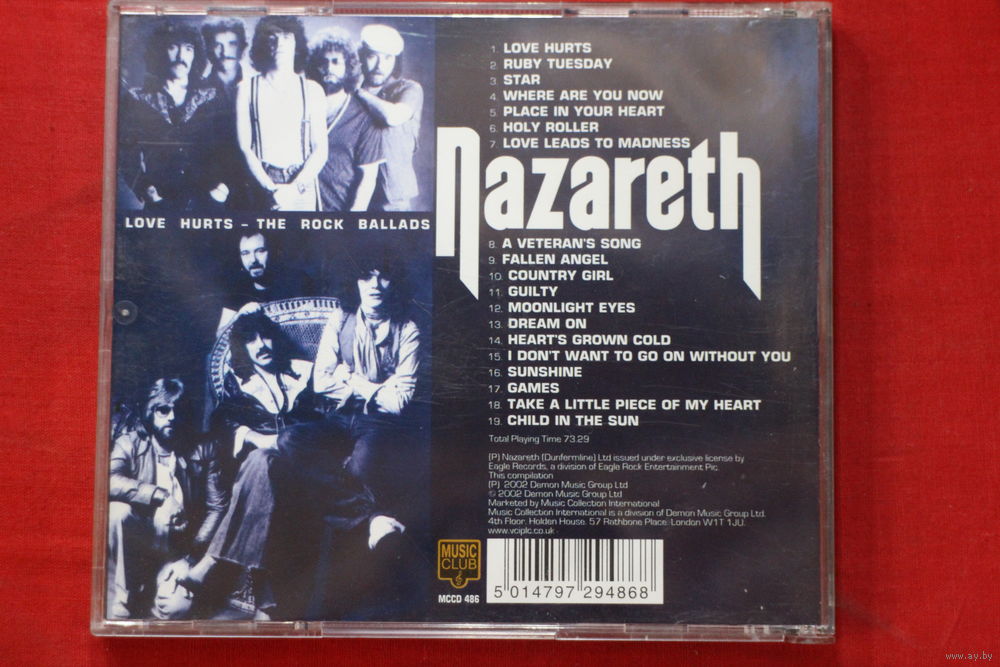 1. LOVE HURTS
2. RUBY TUESDAY
3. STAR
4. WHERE ARE YOU NOW
5. PLACE IN YOUR HEART
6. HOLY ROLLER
7. LOVE LEADS TO MADNESS
nazareth
LOVE HURTS – THE ROCK BALLADS
8. A VETERAN'S SONG
9. FALLEN ANGEL
10. COUNTRY GIRL
11. GUILTY
12. MOONLIGHT EYES
13. DREAM ON
14. HEART'S GROWN COLD
15. I DON'T WANT TO GO ON WITHOUT YOU
16. SUNSHINE
17. GAMES
18. TAKE A LITTLE PIECE OF MY HEART
19. CHILD IN THE SUN
Total Playing Time 73.29
(P) Nazareth (Dunfermline) Ltd issued under exclusive license by
Eagle Records, a division of Eagle Rock Entertainment Plc.
This compilation
(P) 2002 Demon Music Group Ltd
© 2002 Demon Music Group Ltd
Marketed by Music Collection International
Music Collection International is a division of Demon Music Group Ltd.
4th Floor. Holden House. 57 Rathbone Place. London W1T 1JU.
www.vciplc.co.uk
MUSIC
CLUB
MCCD 486
5 014797 294868
www.ay.by